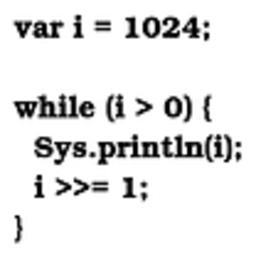 var i = 1024;
while (i > 0) {
Sys.println(i);
i >>= 1;
}